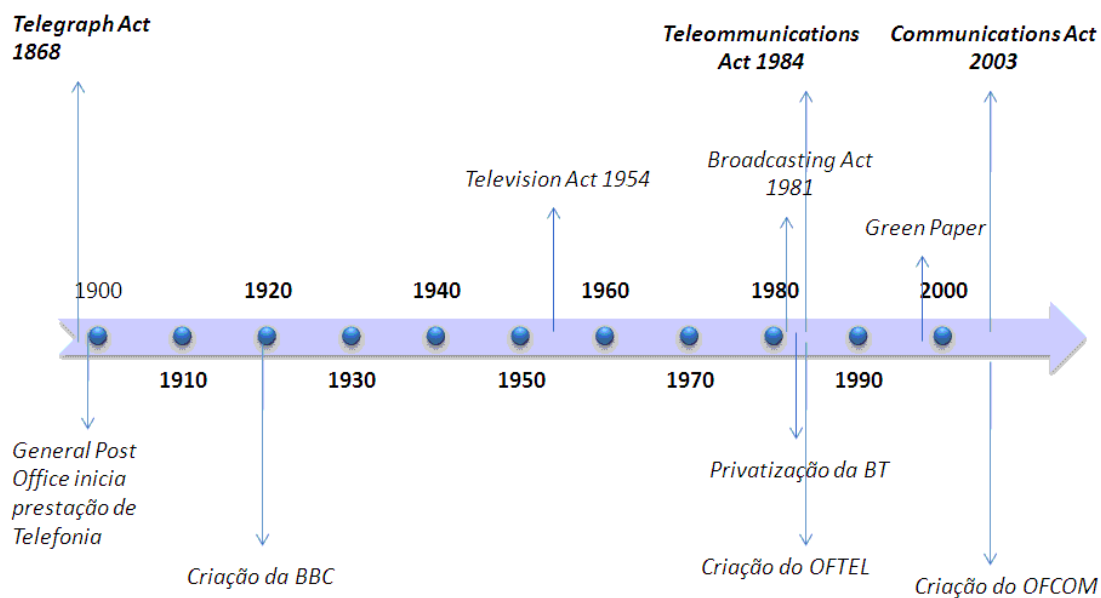 Telegraph Act
1868
Teleommunications
Act 1984
Communications Act
2003
Television Act 1954
Broadcasting Act
1981
Green Paper
1900
1920
1940
1960
1980
2000
1910
1930
1950
1970
1990
General Post
Office inicia
prestação de
Telefonia
Privatização da BT
Criação da BBC
Criação do OFTEL
Criação do OFCOM